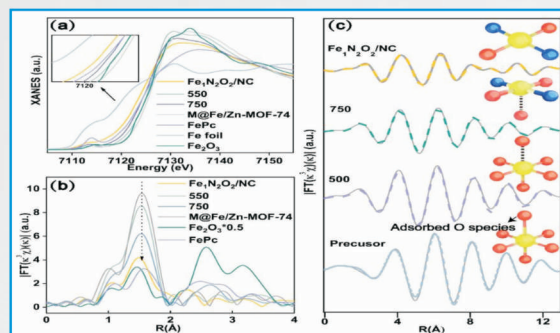 (a)
7120
XANES (a.u.)
Fe₁N₂O₂/NC
550
750
M@Fe/Zn-MOF-74
FePc
Fe foil
Fe₂O₃
7110 7120 7130 7140 7150
Energy (eV)
(b)
|FT(κ³χ(κ)| (a.u.)
10
8
6
4
2
0
Fe₁N₂O₂/NC
550
750
M@Fe/Zn-MOF-74
Fe₂O₃*0.5
FePc
0 1 2 3 4
R(Å)
(c)
|FT(κ³χ(κ)| (a.u.)
Fe₁N₂O₂/NC
750
500
Adsorbed O species
Precusor
0 4 8 12
R(Å)